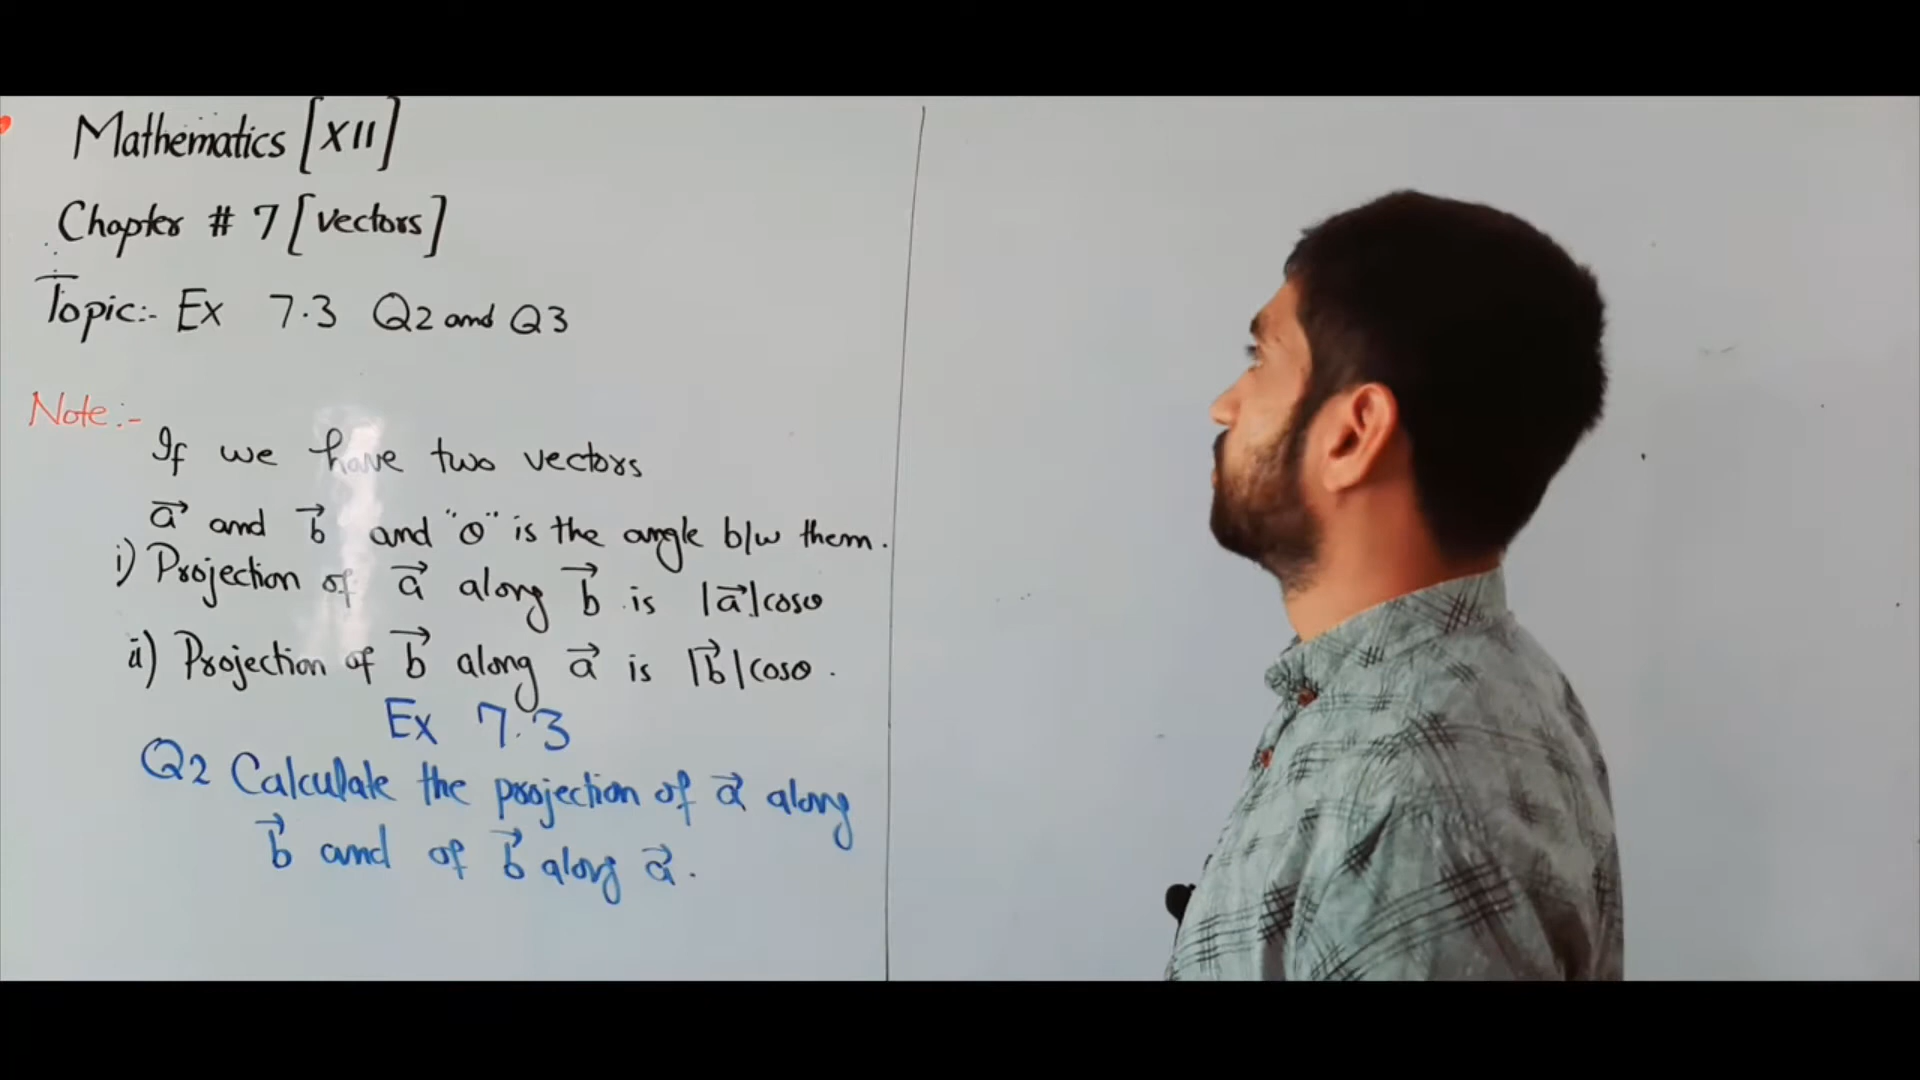 Mathematics [XII]
Chapter # 7 [vectors]
Topic:- Ex 7.3 Q2 and Q3
Note:-
If we have two vectors
a⃗ and b⃗ and "θ" is the angle b/w them.
i) Projection of a⃗ along b⃗ is |a⃗|cosθ
ii) Projection of b⃗ along a⃗ is |b⃗|cosθ.
Ex 7.3
Q2 Calculate the projection of a⃗ along
b⃗ and of b⃗ along a⃗.